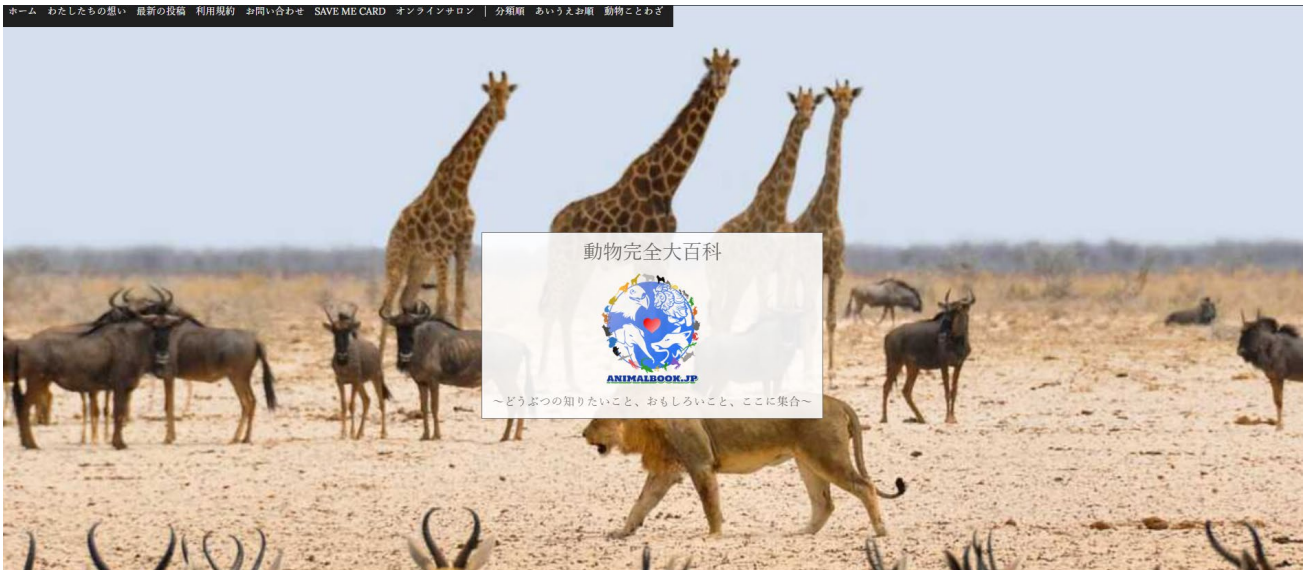 ホーム わたしたちの想い 最新の投稿 利用規約 お問い合わせ SAVE ME CARD オンラインサロン | 分類順 あいうえお順 動物ことわざ
動物完全大百科
ANIMALBOOK.JP
～どうぶつの知りたいこと、おもしろいこと、ここに集合～